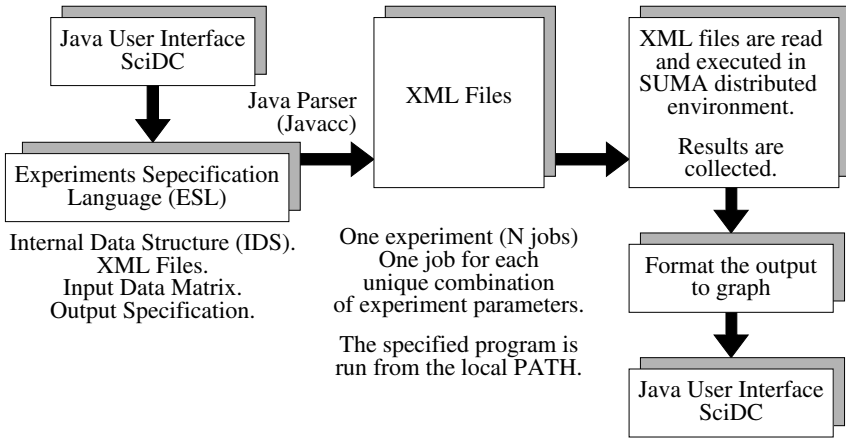 Java User Interface
SciDC
Experiments Sepecification
Language (ESL)
Internal Data Structure (IDS).
XML Files.
Input Data Matrix.
Output Specification.
Java Parser
(Javacc)
XML Files
One experiment (N jobs)
One job for each
unique combination
of experiment parameters.
The specified program is
run from the local PATH.
XML files are read
and executed in
SUMA distributed
environment.
Results are
collected.
Format the output
to graph
Java User Interface
SciDC